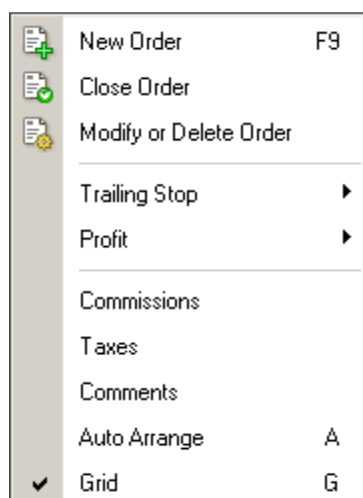 New Order F9
Close Order
Modify or Delete Order
Trailing Stop
Profit
Commissions
Taxes
Comments
Auto Arrange A
Grid G